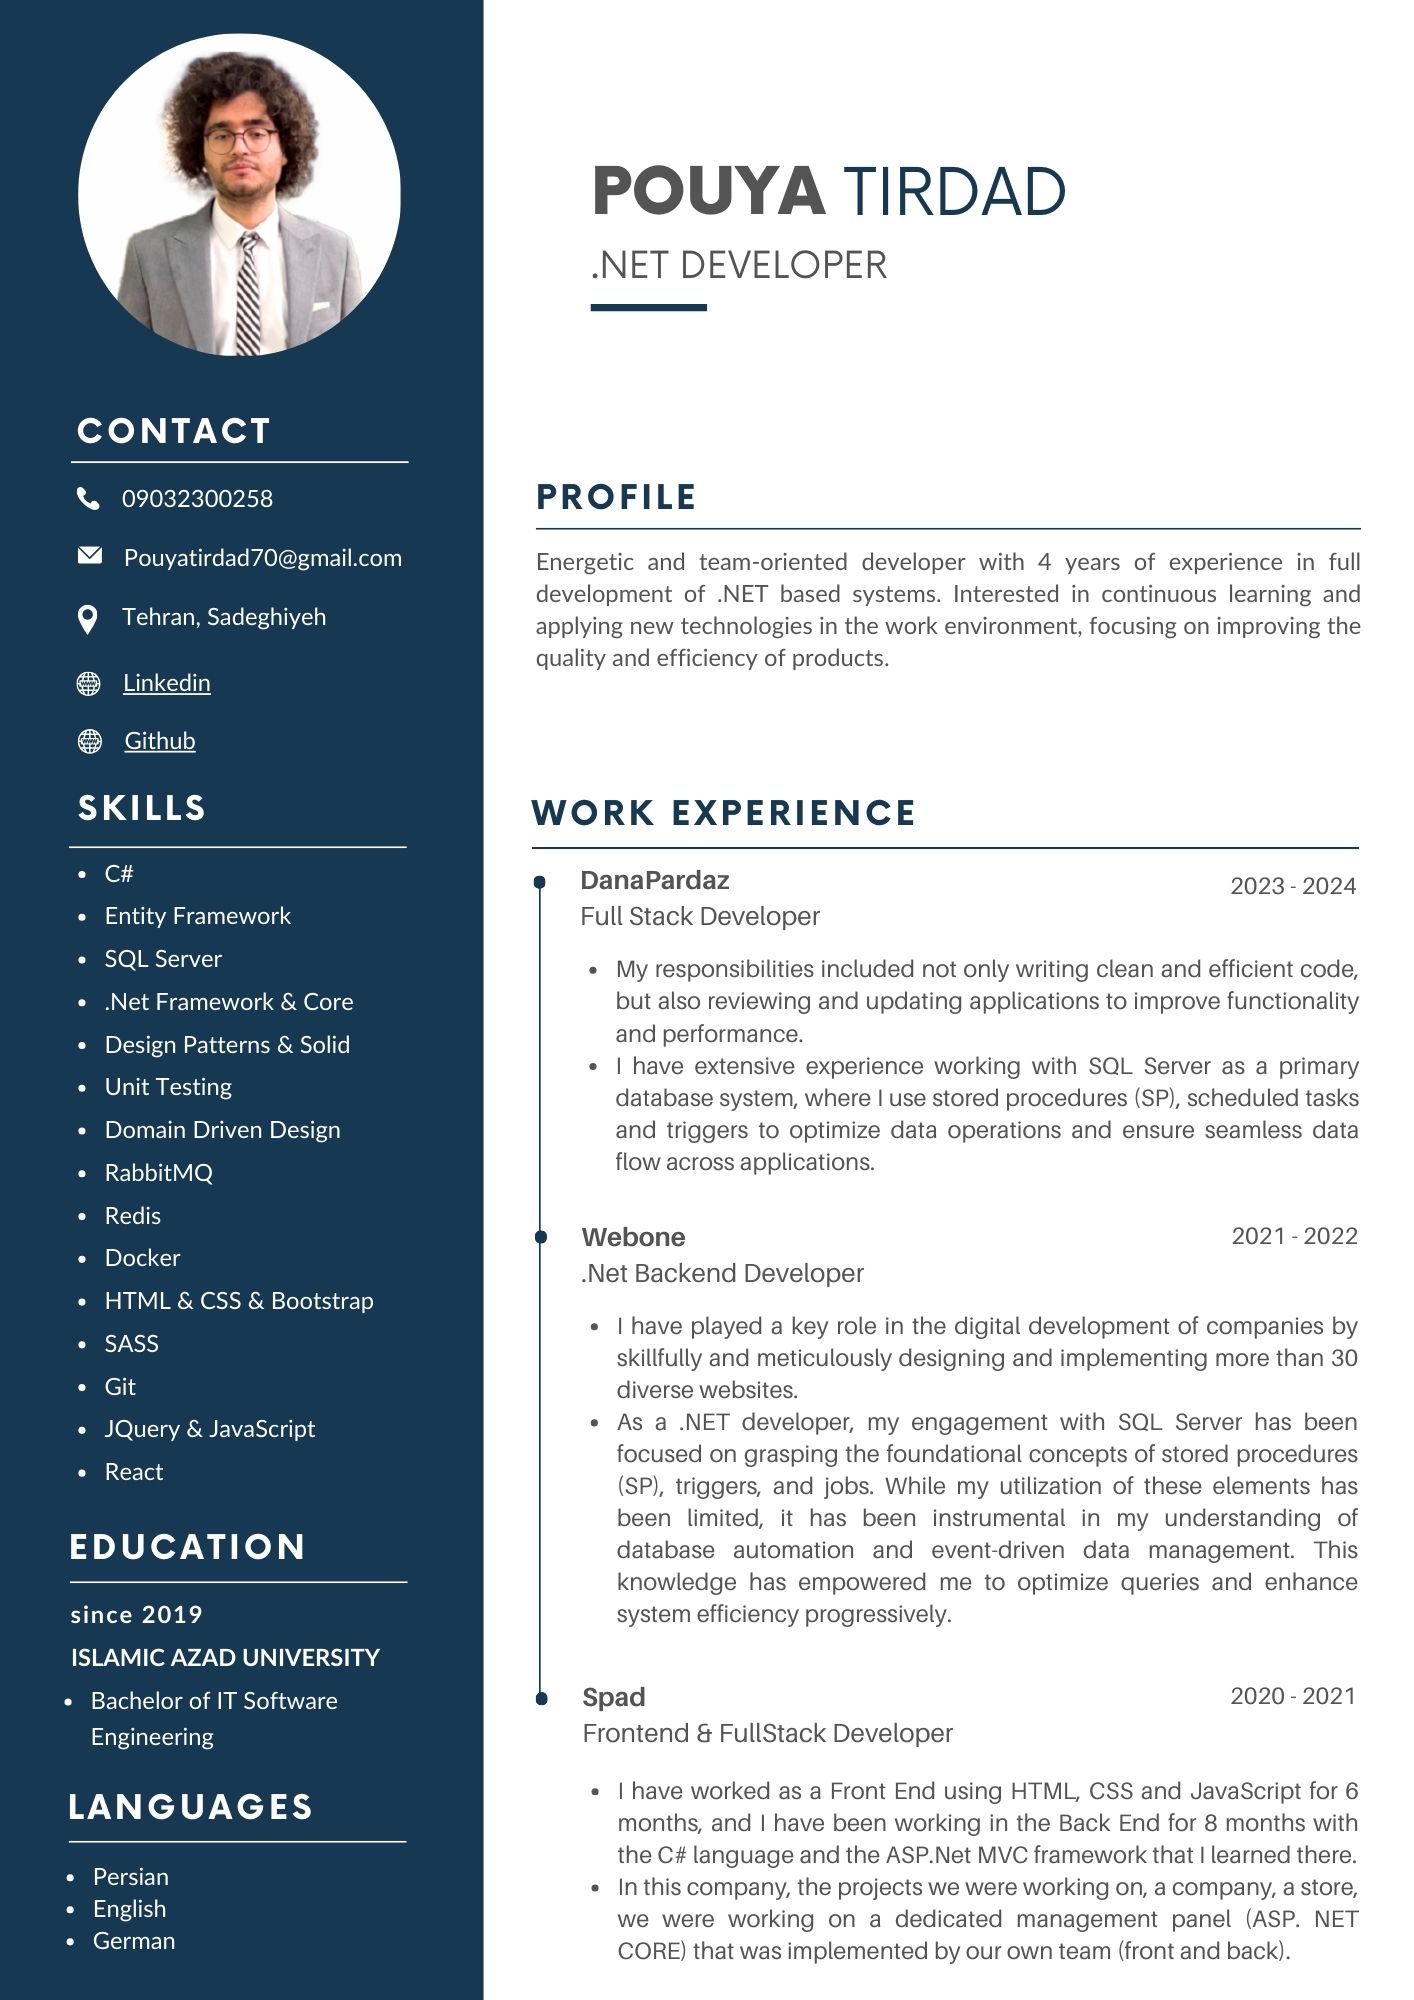 POUYA TIRDAD
.NET DEVELOPER
CONTACT
09032300258
Pouyatirdad70@gmail.com
Tehran, Sadeghiyeh
Linkedin
Github
SKILLS
• C#
• Entity Framework
• SQL Server
• .Net Framework & Core
• Design Patterns & Solid
• Unit Testing
• Domain Driven Design
• RabbitMQ
• Redis
• Docker
• HTML & CSS & Bootstrap
• SASS
• Git
• JQuery & JavaScript
• React
EDUCATION
since 2019
ISLAMIC AZAD UNIVERSITY
• Bachelor of IT Software
Engineering
LANGUAGES
• Persian
• English
• German
PROFILE
Energetic and team-oriented developer with 4 years of experience in full
development of .NET based systems. Interested in continuous learning and
applying new technologies in the work environment, focusing on improving the
quality and efficiency of products.
WORK EXPERIENCE
DanaPardaz 2023 - 2024
Full Stack Developer
• My responsibilities included not only writing clean and efficient code,
but also reviewing and updating applications to improve functionality
and performance.
• I have extensive experience working with SQL Server as a primary
database system, where I use stored procedures (SP), scheduled tasks
and triggers to optimize data operations and ensure seamless data
flow across applications.
Webone 2021 - 2022
.Net Backend Developer
• I have played a key role in the digital development of companies by
skillfully and meticulously designing and implementing more than 30
diverse websites.
• As a .NET developer, my engagement with SQL Server has been
focused on grasping the foundational concepts of stored procedures
(SP), triggers, and jobs. While my utilization of these elements has
been limited, it has been instrumental in my understanding of
database automation and event-driven data management. This
knowledge has empowered me to optimize queries and enhance
system efficiency progressively.
Spad 2020 - 2021
Frontend & FullStack Developer
• I have worked as a Front End using HTML, CSS and JavaScript for 6
months, and I have been working in the Back End for 8 months with
the C# language and the ASP.Net MVC framework that I learned there.
• In this company, the projects we were working on, a company, a store,
we were working on a dedicated management panel (ASP. NET
CORE) that was implemented by our own team (front and back).